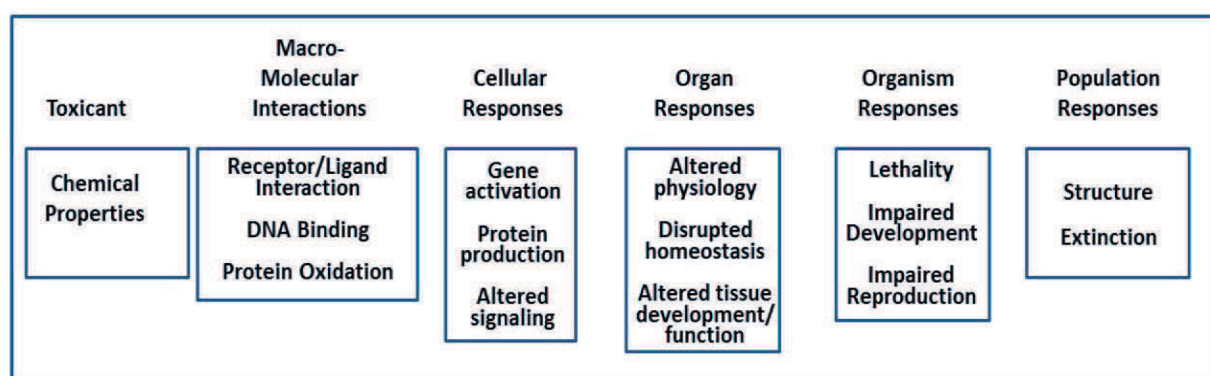 Toxicant
Macro-
Molecular
Interactions
Cellular
Responses
Organ
Responses
Organism
Responses
Population
Responses
Chemical
Properties
Receptor/Ligand
Interaction
DNA Binding
Protein Oxidation
Gene
activation
Protein
production
Altered
signaling
Altered
physiology
Disrupted
homeostasis
Altered tissue
development/
function
Lethality
Impaired
Development
Impaired
Reproduction
Structure
Extinction